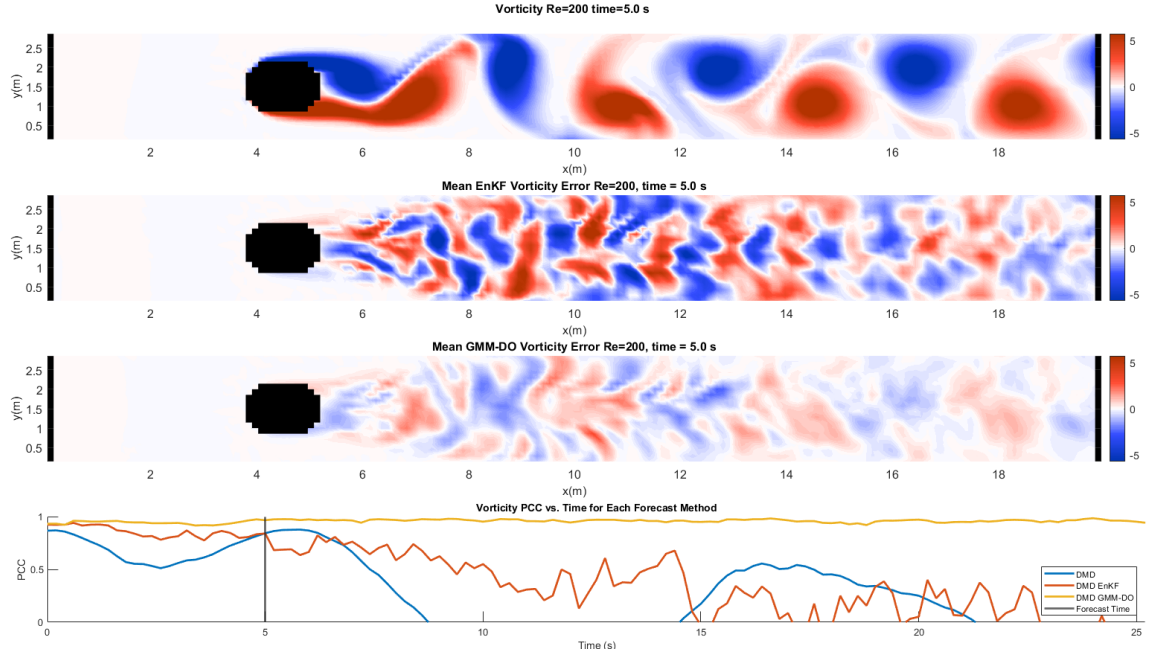 Vorticity Re=200 time=5.0 s
y(m)
2.5
2
1.5
1
0.5
2 4 6 8 10 12 14 16 18
x(m)
5
0
-5
Mean EnKF Vorticity Error Re=200, time = 5.0 s
y(m)
2.5
2
1.5
1
0.5
2 4 6 8 10 12 14 16 18
x(m)
5
0
-5
Mean GMM-DO Vorticity Error Re=200, time = 5.0 s
y(m)
2.5
2
1.5
1
0.5
2 4 6 8 10 12 14 16 18
x(m)
5
0
-5
Vorticity PCC vs. Time for Each Forecast Method
PCC
1
0.5
0
0 5 10 15 20 25
Time (s)
DMD
DMD EnKF
DMD GMM-DO
Forecast Time